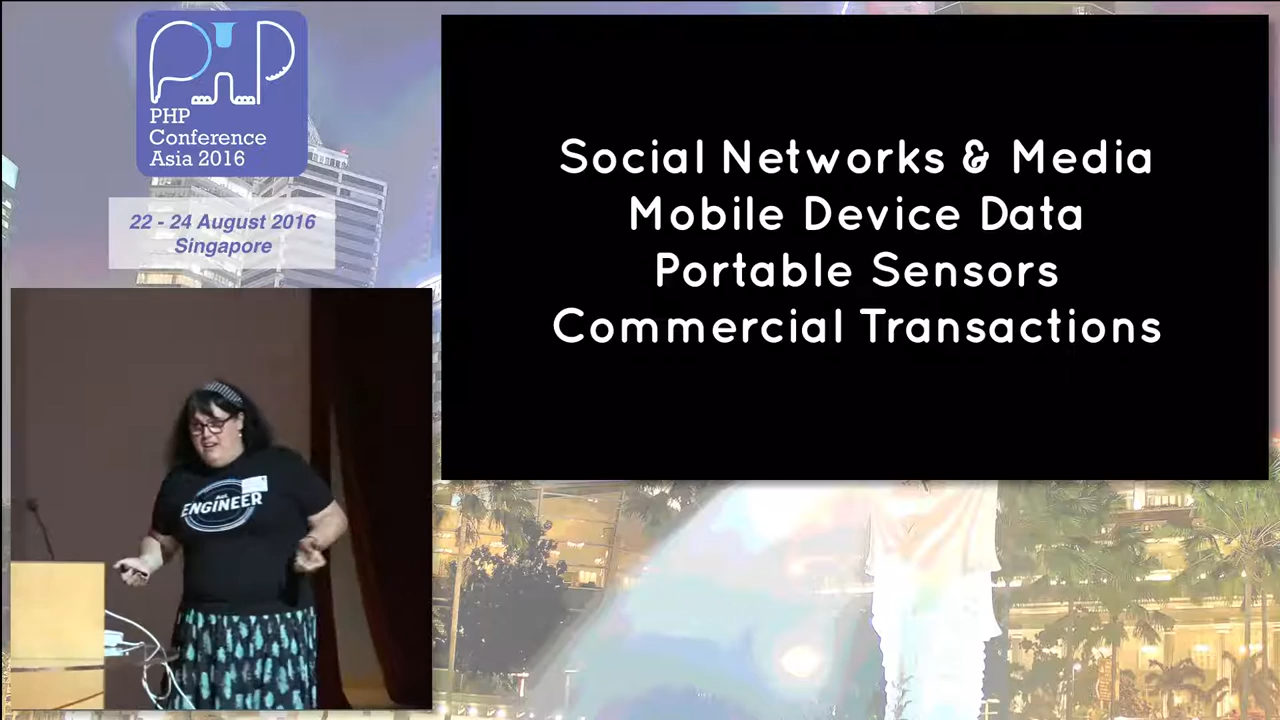 PHP
PHP
Conference
Asia 2016
22 - 24 August 2016
Singapore
Social Networks & Media
Mobile Device Data
Portable Sensors
Commercial Transactions
ENGINEER